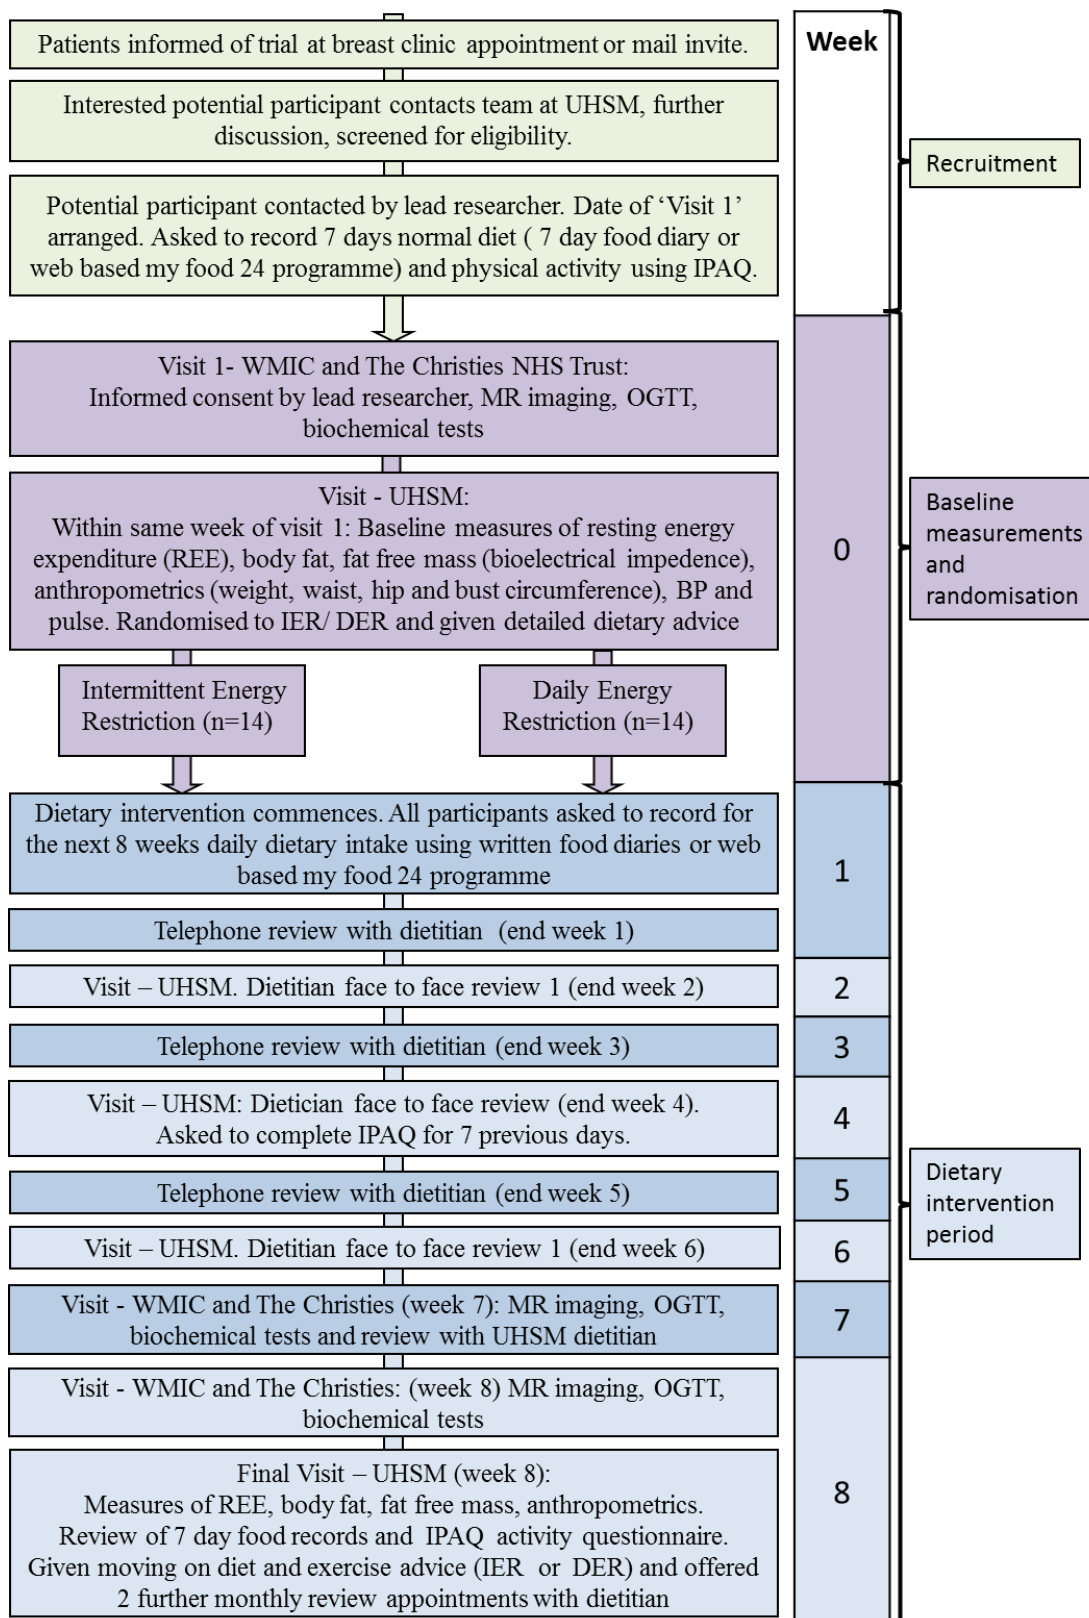 Patients informed of trial at breast clinic appointment or mail invite.
Week
Interested potential participant contacts team at UHSM, further
discussion, screened for eligibility.
Recruitment
Potential participant contacted by lead researcher. Date of ‘Visit 1’
arranged. Asked to record 7 days normal diet ( 7 day food diary or
web based my food 24 programme) and physical activity using IPAQ.
Visit 1- WMIC and The Christies NHS Trust:
Informed consent by lead researcher, MR imaging, OGTT,
biochemical tests
Visit - UHSM:
Within same week of visit 1: Baseline measures of resting energy
expenditure (REE), body fat, fat free mass (bioelectrical impedence),
anthropometrics (weight, waist, hip and bust circumference), BP and
pulse. Randomised to IER/ DER and given detailed dietary advice
0
Baseline
measurements
and
randomisation
Intermittent Energy
Restriction (n=14)
Daily Energy
Restriction (n=14)
Dietary intervention commences. All participants asked to record for
the next 8 weeks daily dietary intake using written food diaries or web
based my food 24 programme
1
Telephone review with dietitian (end week 1)
Visit – UHSM. Dietitian face to face review 1 (end week 2)
2
Telephone review with dietitian (end week 3)
3
Visit – UHSM: Dietician face to face review (end week 4).
Asked to complete IPAQ for 7 previous days.
4
Telephone review with dietitian (end week 5)
5
Dietary
intervention
period
Visit – UHSM. Dietitian face to face review 1 (end week 6)
6
Visit - WMIC and The Christies (week 7): MR imaging, OGTT,
biochemical tests and review with UHSM dietitian
7
Visit - WMIC and The Christies: (week 8) MR imaging, OGTT,
biochemical tests
Final Visit – UHSM (week 8):
Measures of REE, body fat, fat free mass, anthropometrics.
Review of 7 day food records and IPAQ activity questionnaire.
Given moving on diet and exercise advice (IER or DER) and offered
2 further monthly review appointments with dietitian
8